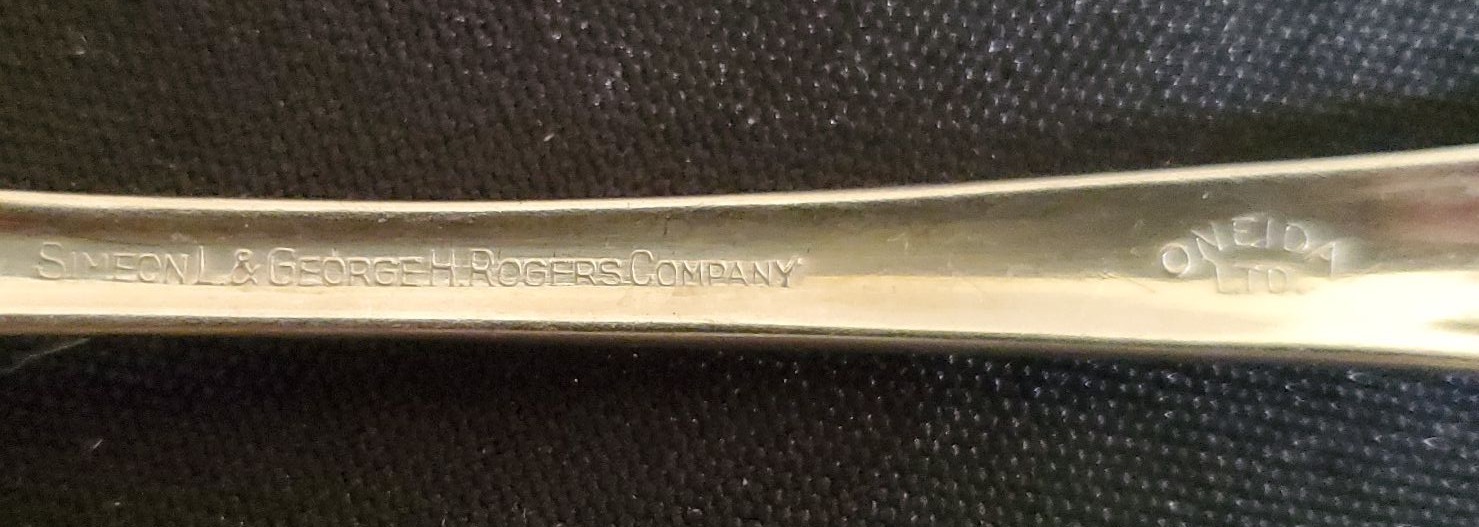 SIMEON L & GEORGE H. ROGERS COMPANY
ONEIDA
LTD.